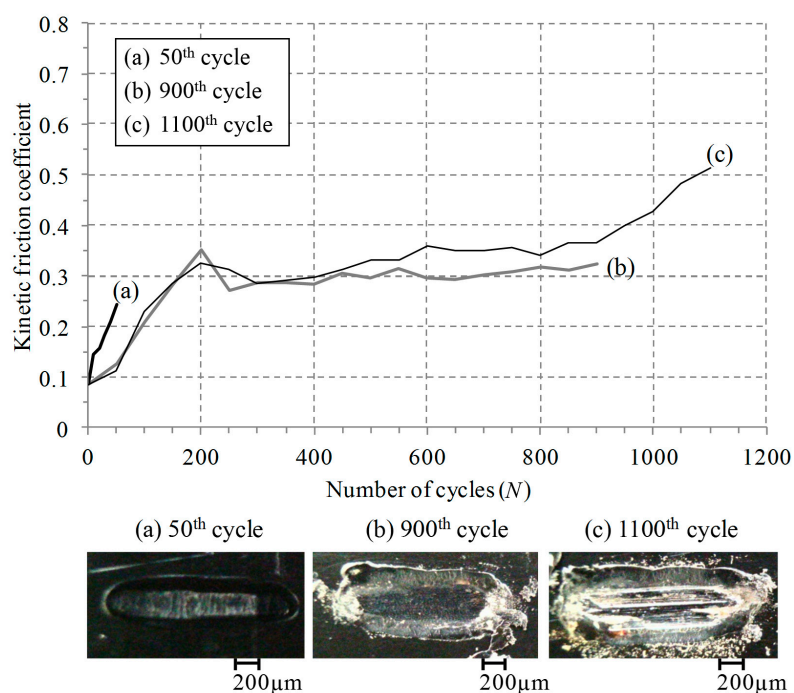 0.8
0.7
0.6
0.5
0.4
0.3
0.2
0.1
0
Kinetic friction coefficient
(a) 50th cycle
(b) 900th cycle
(c) 1100th cycle
(a)
(b)
(c)
0 200 400 600 800 1000 1200
Number of cycles (N)
(a) 50th cycle (b) 900th cycle (c) 1100th cycle
200μm 200μm 200μm